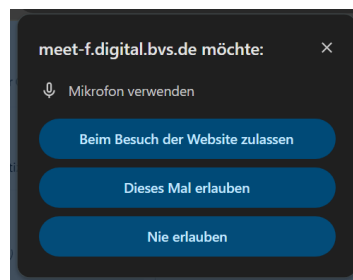 meet-f.digital.bvs.de möchte:
Mikrofon verwenden
Beim Besuch der Website zulassen
Dieses Mal erlauben
Nie erlauben